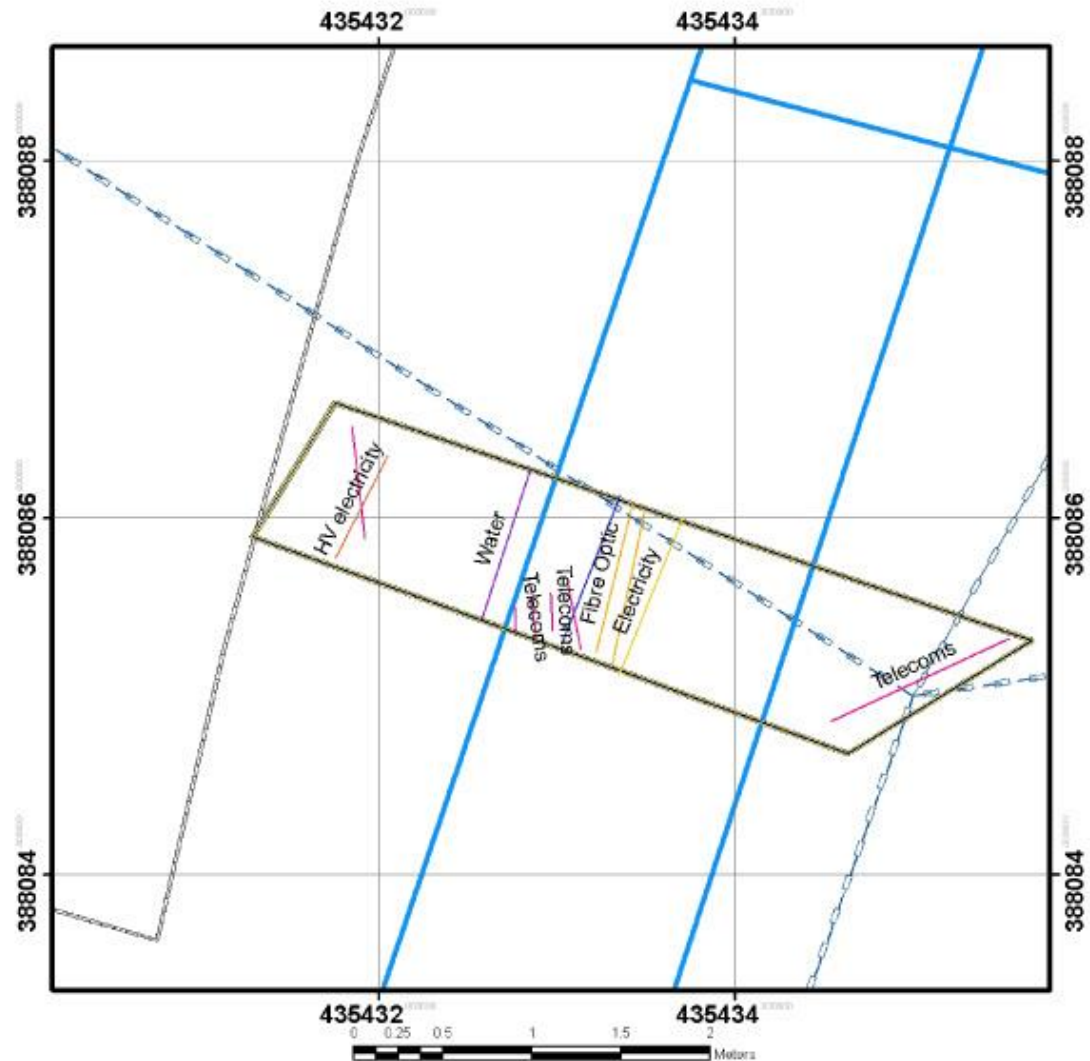 435432 435434
388088
388088
HV electricity
Water
Telecoms
Telecoms
Fibre Optic
Electricity
Telecoms
388086
388086
388084
388084
435432 435434
0 0.25 0.5 1 1.5 2
Meters